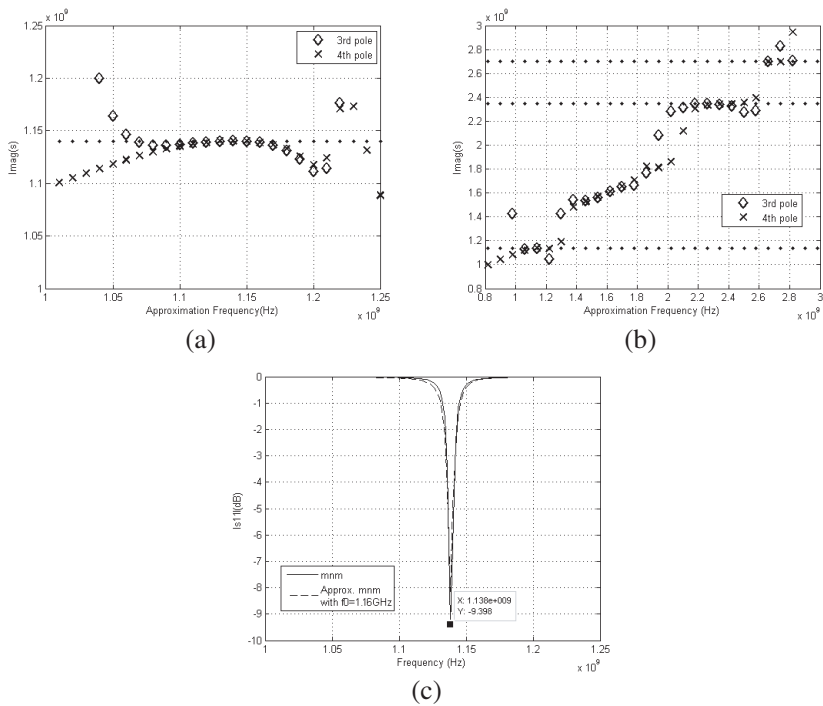 x 10^9
1.25
1.2
1.15
1.1
1.05
1
Imag(s)
3rd pole
4th pole
1 1.05 1.1 1.15 1.2 1.25
Approximation Frequency(Hz)
x 10^9
(a)
x 10^9
3
2.8
2.6
2.4
2.2
2
1.8
1.6
1.4
1.2
1
0.8
Imag(s)
3rd pole
4th pole
0.8 1 1.2 1.4 1.6 1.8 2 2.2 2.4 2.6 2.8 3
Approximation Frequency (Hz)
x 10^9
(b)
0
-1
-2
-3
-4
-5
-6
-7
-8
-9
-10
Is11I(dB)
mnm
Approx. mnm
with f0=1.16GHz
X: 1.138e+009
Y: -9.398
1 1.05 1.1 1.15 1.2 1.25
Frequency (Hz)
x 10^9
(c)